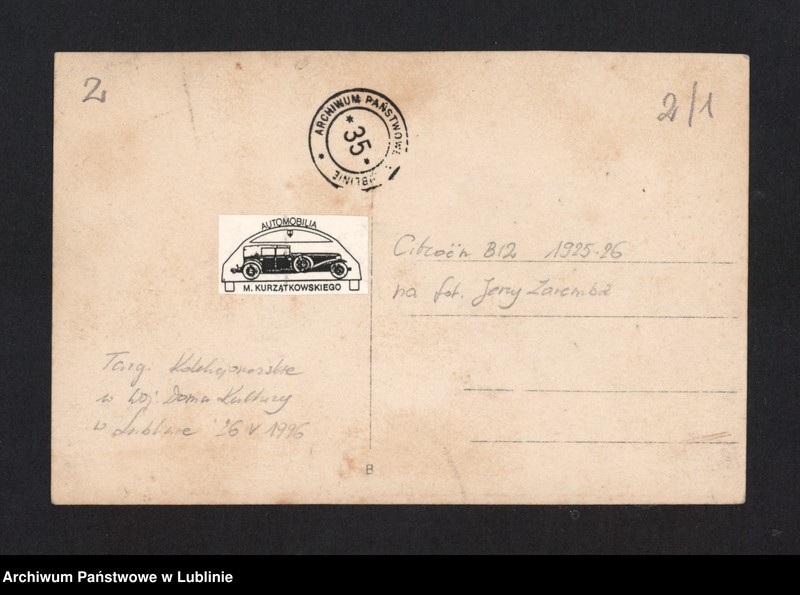 2
2/1
ARCHIWUM PAŃSTWOWE LUBLINIE
* 35 *
AUTOMOBILIA
M. KURZĄTKOWSKIEGO
Citroën B12 1925-26
na fot. Jerzy Zaremba
Targ. Kolekcjonerskie
w Woj. Domu Kultury
w Lublinie 26 V 1996
B
Archiwum Państwowe w Lublinie